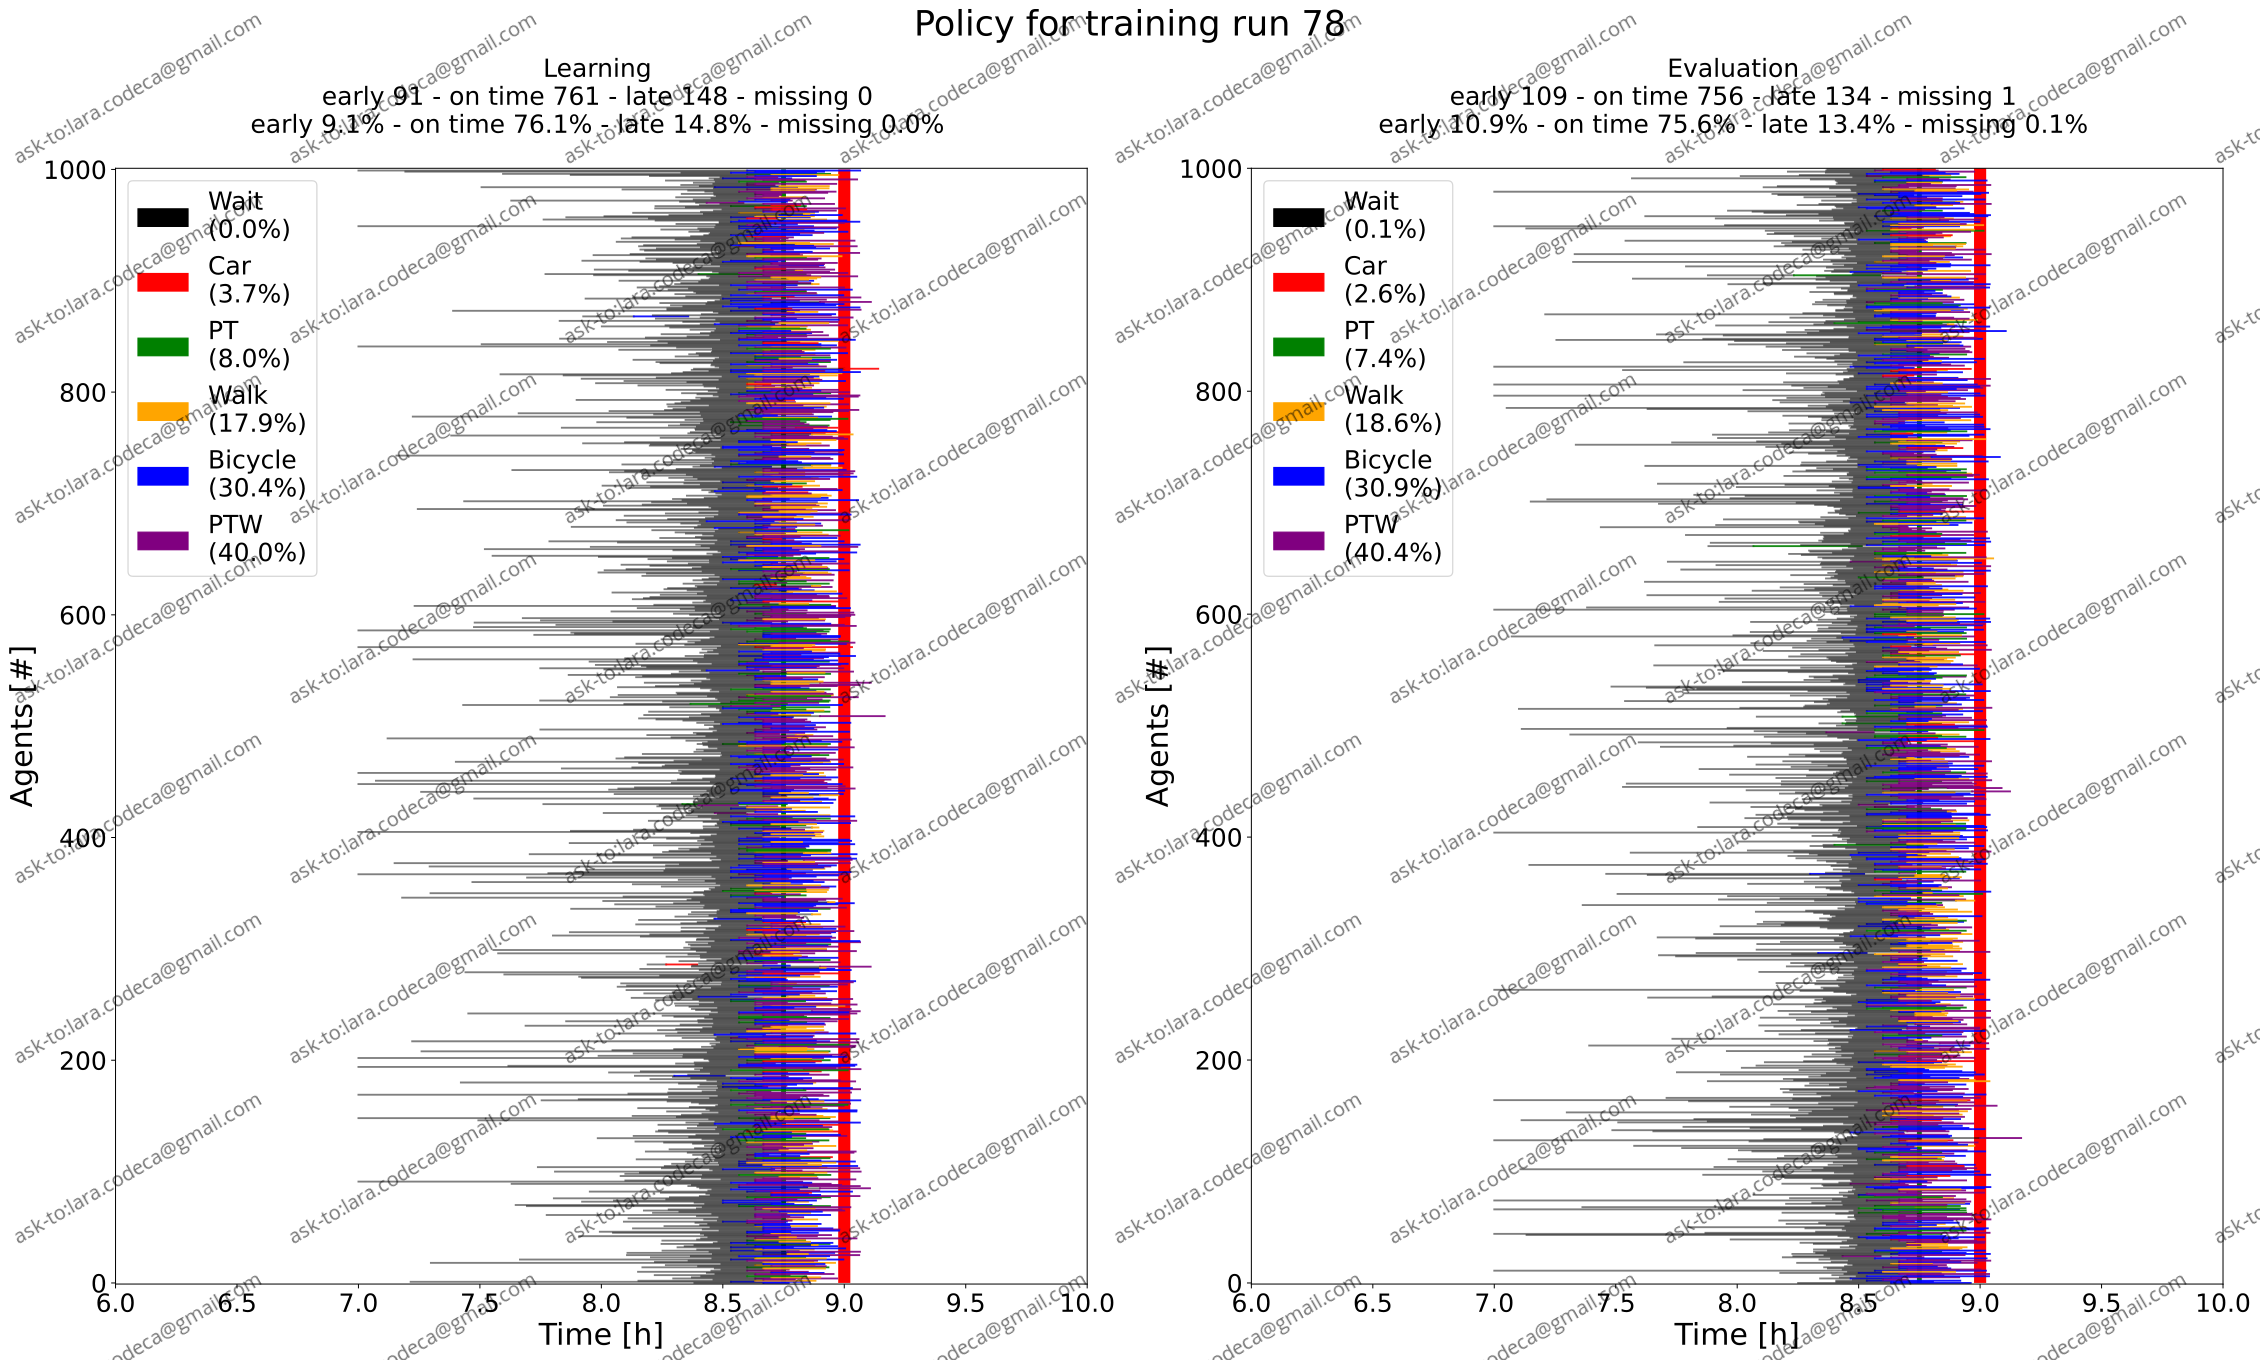 Policy for training run 78
Learning
early 91 - on time 761 - late 148 - missing 0
early 9.1% - on time 76.1% - late 14.8% - missing 0.0%
Agents [#]
1000
800
600
400
200
0
Wait
(0.0%)
Car
(3.7%)
PT
(8.0%)
Walk
(17.9%)
Bicycle
(30.4%)
PTW
(40.0%)
6.0 6.5 7.0 7.5 8.0 8.5 9.0 9.5 10.0
Time [h]
Evaluation
early 109 - on time 756 - late 134 - missing 1
early 10.9% - on time 75.6% - late 13.4% - missing 0.1%
Agents [#]
1000
800
600
400
200
0
Wait
(0.1%)
Car
(2.6%)
PT
(7.4%)
Walk
(18.6%)
Bicycle
(30.9%)
PTW
(40.4%)
6.0 6.5 7.0 7.5 8.0 8.5 9.0 9.5 10.0
Time [h]
ask-to:lara.codeca@gmail.com